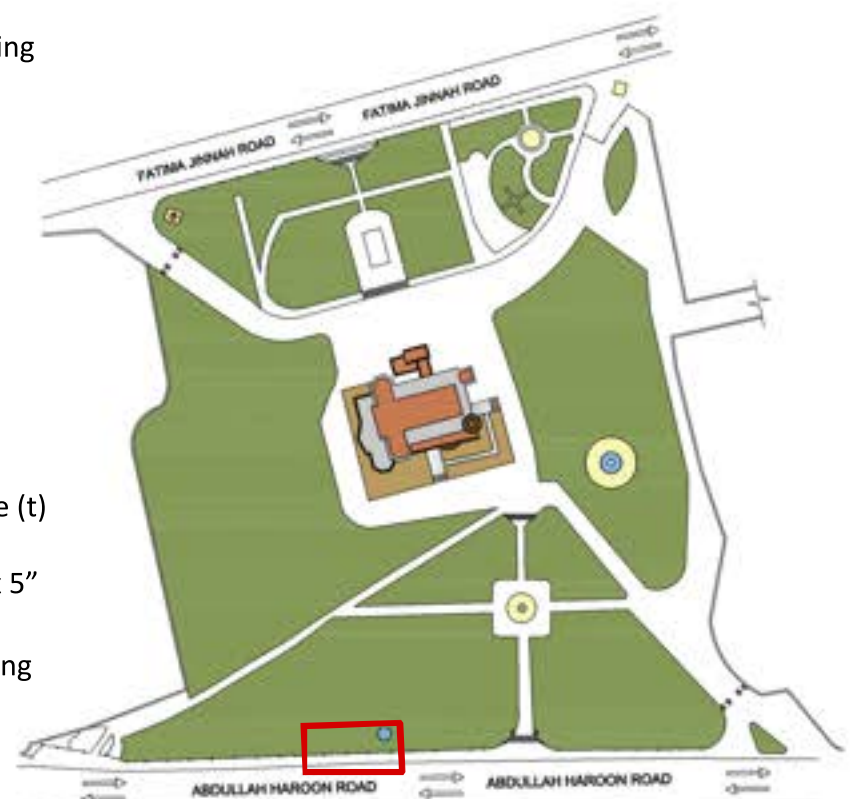 ing
FATIMA JINNAH ROAD
FATIMA JINNAH ROAD
e (t)
5”
ng
ABDULLAH HAROON ROAD
ABDULLAH HAROON ROAD